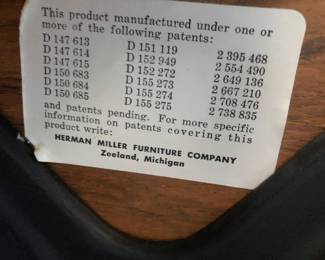 This product manufactured under one or
more of the following patents:
D 147 613 D 151 119 2 395 468
D 147 614 D 152 949 2 554 490
D 147 615 D 152 272 2 649 136
D 150 683 D 155 273 2 667 210
D 150 684 D 155 274 2 708 476
D 150 685 D 155 275 2 738 835
and patents pending. For more specific
information on patents covering this
product write:
HERMAN MILLER FURNITURE COMPANY
Zeeland, Michigan